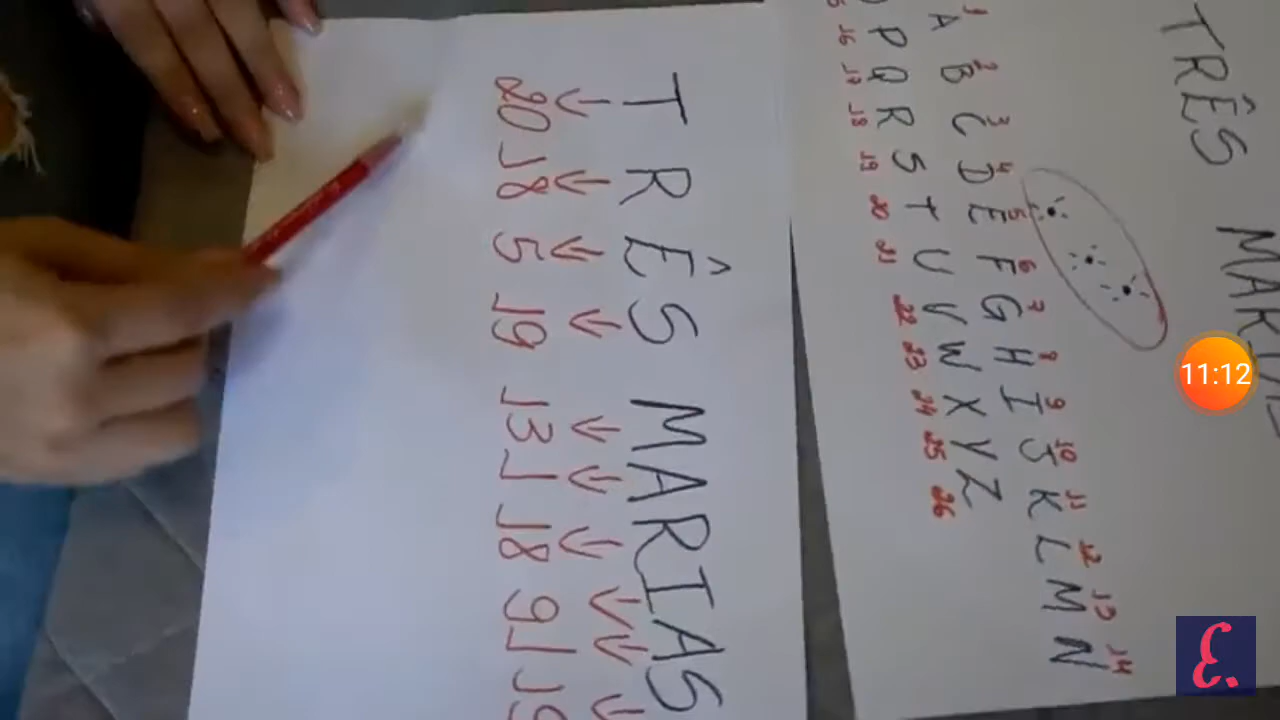 TRÊS MARIAS
1 2 3 4 5 6 7 8 9 10 11 12 13 14
A B C D E F G H I J K L M N
P Q R S T U V W X Y Z
16 17 18 19 20 21 22 23 24 25 26
TRÊS MARIAS
20 18 5 19 13 1 18 9 1 19
11:12
E.